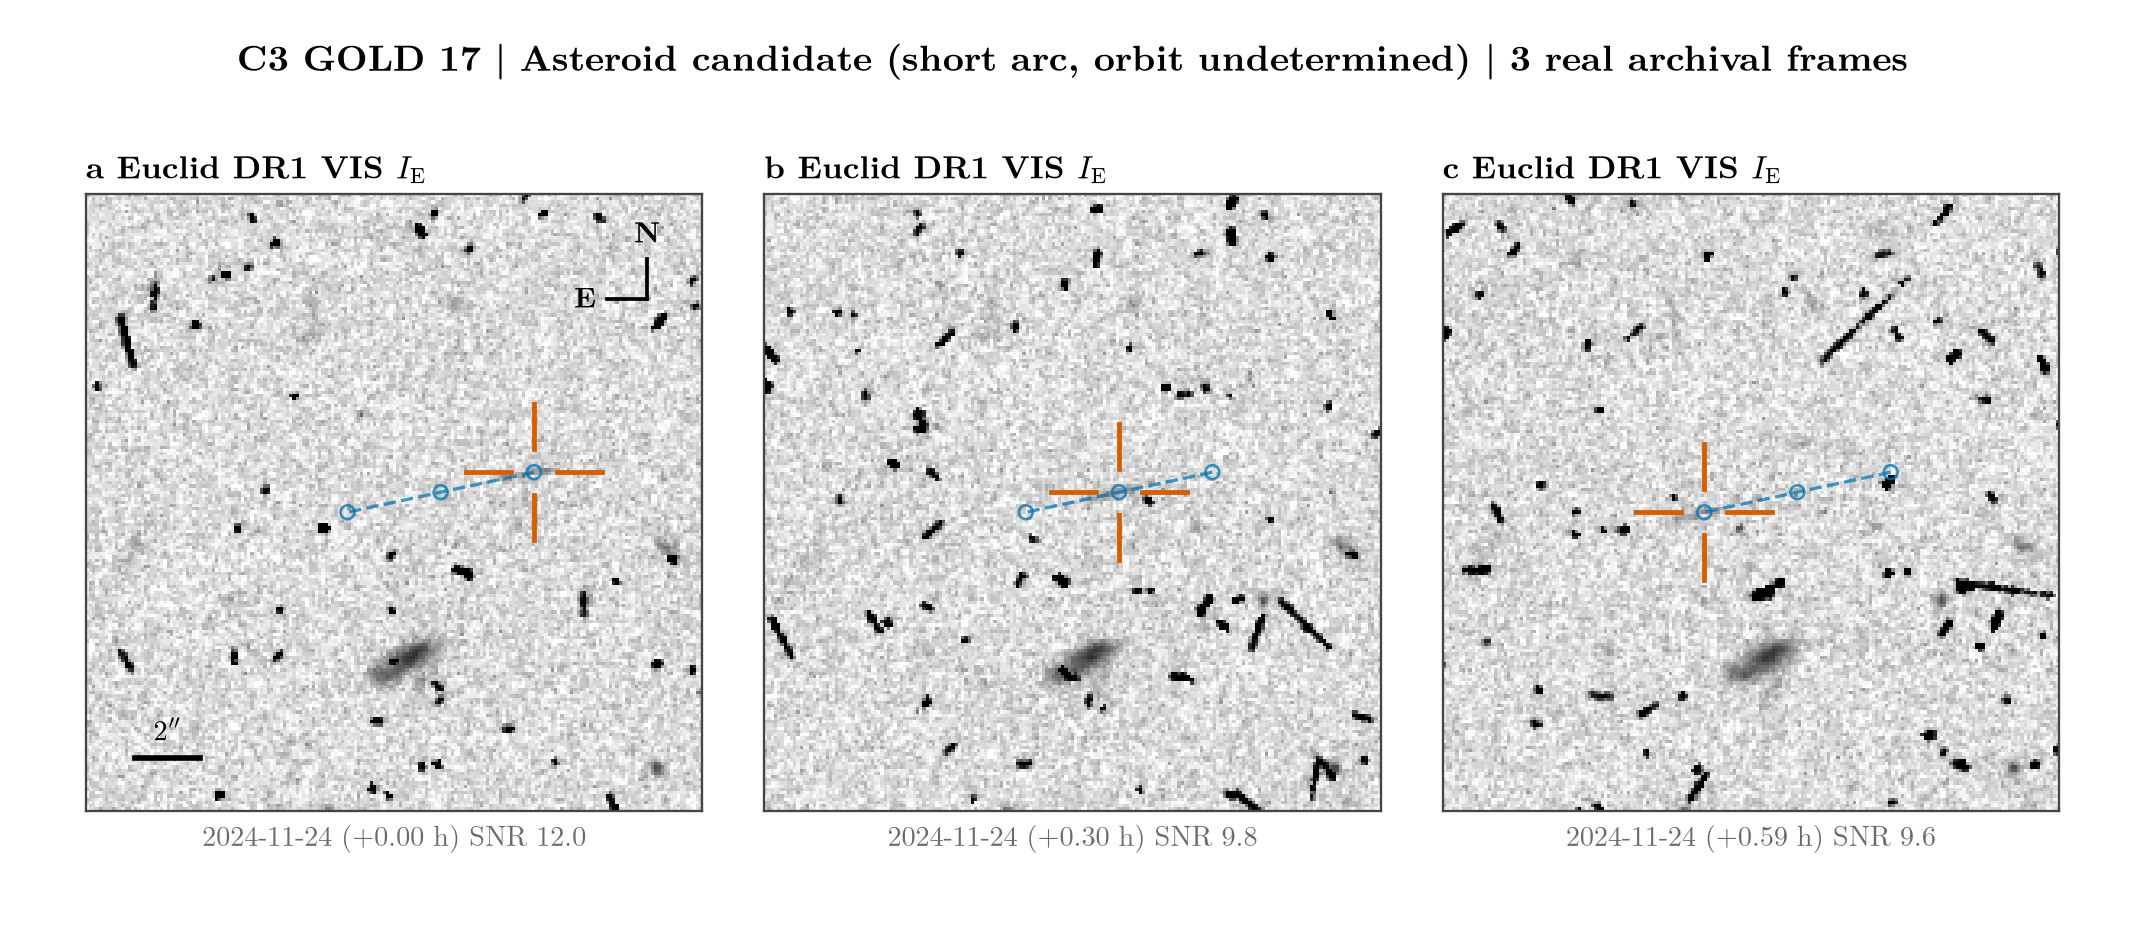 C3 GOLD 17 | Asteroid candidate (short arc, orbit undetermined) | 3 real archival frames
a Euclid DR1 VIS I_E
b Euclid DR1 VIS I_E
c Euclid DR1 VIS I_E
N
E
2″
2024-11-24 (+0.00 h) SNR 12.0
2024-11-24 (+0.30 h) SNR 9.8
2024-11-24 (+0.59 h) SNR 9.6